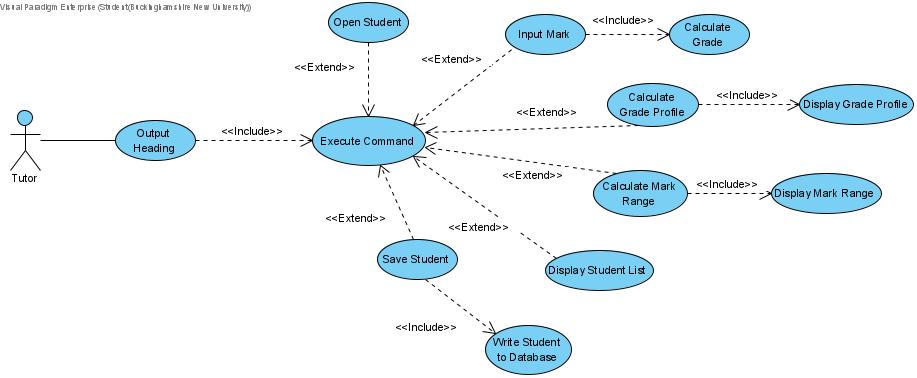 Visual Paradigm Enterprise (Student(Buckinghamshire New University))
Open Student
<<Include>>
Input Mark
Calculate
Grade
<<Extend>>
<<Extend>>
Calculate
Grade Profile
<<Include>>
Display Grade Profile
<<Extend>>
Output
Heading
<<Include>>
Execute Command
Tutor
<<Extend>>
Calculate Mark
Range
<<Include>>
Display Mark Range
<<Extend>>
<<Extend>>
Save Student
Display Student List
<<Include>>
Write Student
to Database